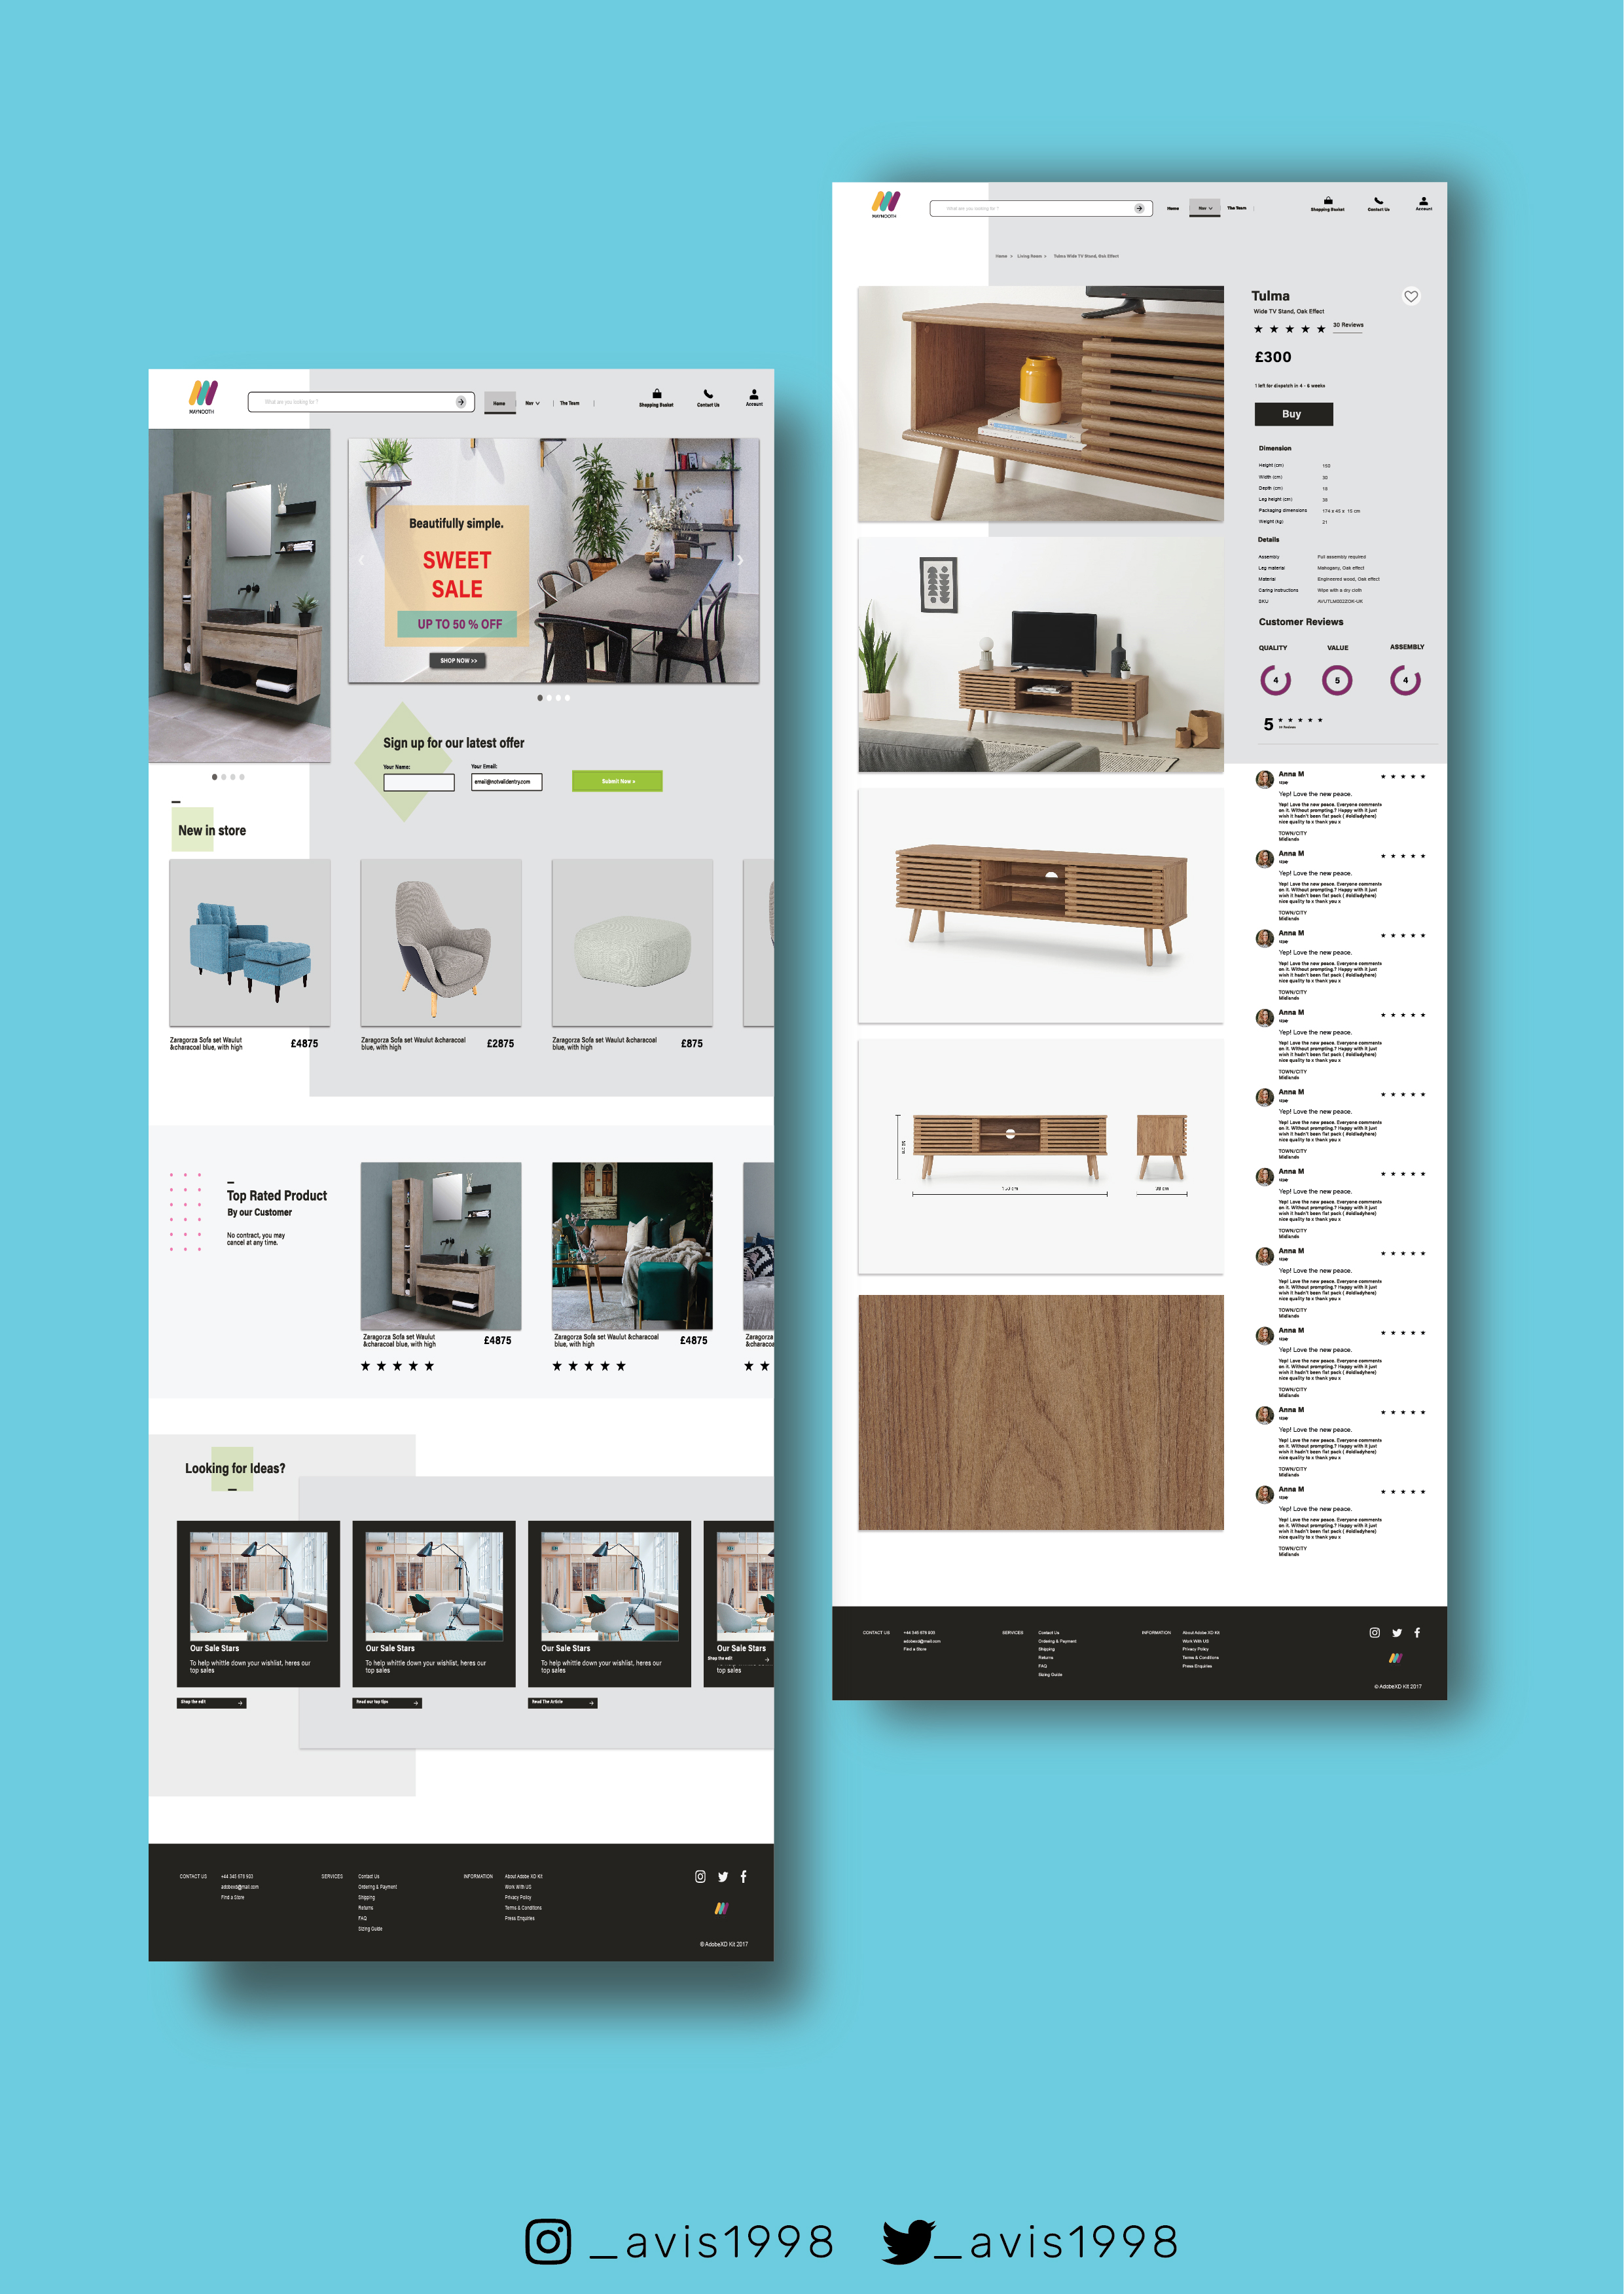 MAYNOOTH
What are you looking for ?
Home
Nav
The Team
Shopping Basket
Contact Us
Account
Beautifully simple.
SWEET
SALE
UP TO 50 % OFF
SHOP NOW >>
Sign up for our latest offer
Your Name:
Your Email:
email@notvalidentry.com
Submit Now >
New in store
Zaragorza Sofa set Waulut
&characoal blue, with high
£4875
Zaragorza Sofa set Waulut &characoal
blue, with high
£2875
Zaragorza Sofa set Waulut &characoal
blue, with high
£875
Top Rated Product
By our Customer
No contract, you may
cancel at any time.
Zaragorza Sofa set Waulut
&characoal blue, with high
£4875
Zaragorza Sofa set Waulut &characoal
blue, with high
£4875
Looking for Ideas?
Our Sale Stars
To help whittle down your wishlist, heres our
top sales
Shop the edit
Our Sale Stars
To help whittle down your wishlist, heres our
top sales
Read our top tips
Our Sale Stars
To help whittle down your wishlist, heres our
top sales
Read The Article
Our Sale Stars
Shop the edit
top sales
CONTACT US
+44 345 678 903
adobexd@mail.com
Find a Store
SERVICES
Contact Us
Ordering & Payment
Shipping
Returns
FAQ
Sizing Guide
INFORMATION
About Adobe XD Kit
Work With US
Privacy Policy
Terms & Conditions
Press Enquiries
© AdobeXD Kit 2017
MAYNOOTH
What are you looking for ?
Home
Nav
The Team
Shopping Basket
Contact Us
Account
Home > Living Room > Tulma Wide TV Stand, Oak Effect
Tulma
Wide TV Stand, Oak Effect
30 Reviews
£300
1 left for dispatch in 4 - 6 weeks
Buy
Dimension
Height (cm)
Width (cm)
Depth (cm)
Leg height (cm)
Packaging dimensions 174 x 45 x 15 cm
Weight (kg) 21
Details
Assembly Full assembly required
Leg material Mahogany, Oak effect
Material Engineered wood, Oak effect
Caring instructions Wipe with a dry cloth
SKU
Customer Reviews
QUALITY VALUE ASSEMBLY
4 5 4
5
Anna M
Yep! Love the new peace.
Yep! Love the new peace. Everyone comments
on it. Without prompting.? Happy with it just
wish it hadn't been flat pack ( #oldladyhere)
nice quality to x thank you x
TOWN/CITY
Midlands
Anna M
Yep! Love the new peace.
Yep! Love the new peace. Everyone comments
on it. Without prompting.? Happy with it just
wish it hadn't been flat pack ( #oldladyhere)
nice quality to x thank you x
TOWN/CITY
Midlands
Anna M
Yep! Love the new peace.
Yep! Love the new peace. Everyone comments
on it. Without prompting.? Happy with it just
wish it hadn't been flat pack ( #oldladyhere)
nice quality to x thank you x
TOWN/CITY
Midlands
Anna M
Yep! Love the new peace.
Yep! Love the new peace. Everyone comments
on it. Without prompting.? Happy with it just
wish it hadn't been flat pack ( #oldladyhere)
nice quality to x thank you x
TOWN/CITY
Midlands
Anna M
Yep! Love the new peace.
Yep! Love the new peace. Everyone comments
on it. Without prompting.? Happy with it just
wish it hadn't been flat pack ( #oldladyhere)
nice quality to x thank you x
TOWN/CITY
Midlands
Anna M
Yep! Love the new peace.
Yep! Love the new peace. Everyone comments
on it. Without prompting.? Happy with it just
wish it hadn't been flat pack ( #oldladyhere)
nice quality to x thank you x
TOWN/CITY
Midlands
Anna M
Yep! Love the new peace.
Yep! Love the new peace. Everyone comments
on it. Without prompting.? Happy with it just
wish it hadn't been flat pack ( #oldladyhere)
nice quality to x thank you x
TOWN/CITY
Midlands
Anna M
Yep! Love the new peace.
Yep! Love the new peace. Everyone comments
on it. Without prompting.? Happy with it just
wish it hadn't been flat pack ( #oldladyhere)
nice quality to x thank you x
TOWN/CITY
Midlands
Anna M
Yep! Love the new peace.
Yep! Love the new peace. Everyone comments
on it. Without prompting.? Happy with it just
wish it hadn't been flat pack ( #oldladyhere)
nice quality to x thank you x
TOWN/CITY
Midlands
Anna M
Yep! Love the new peace.
Yep! Love the new peace. Everyone comments
on it. Without prompting.? Happy with it just
wish it hadn't been flat pack ( #oldladyhere)
nice quality to x thank you x
TOWN/CITY
Midlands
CONTACT US
+44 345 678 903
adobexd@mail.com
Find a Store
SERVICES
Contact Us
Ordering & Payment
Shipping
Returns
FAQ
Sizing Guide
INFORMATION
About Adobe XD Kit
Work With US
Privacy Policy
Terms & Conditions
Press Enquiries
© AdobeXD Kit 2017
_avis1998
_avis1998